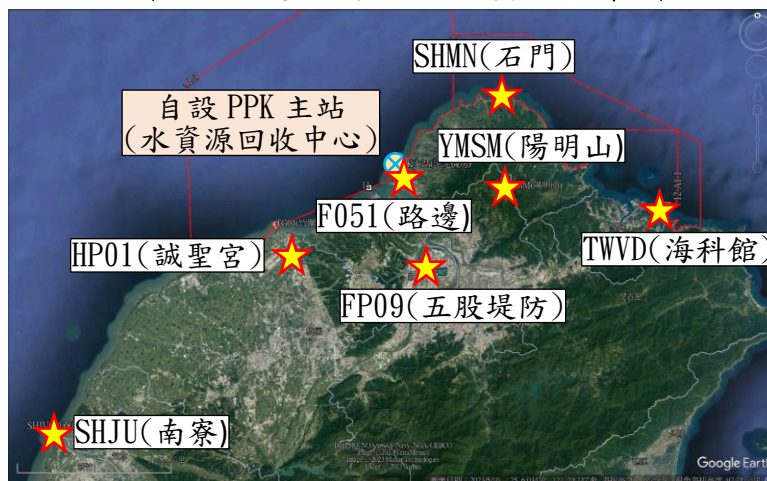 SHMN(石門)
自設 PPK 主站
(水資源回收中心)
YMSM(陽明山)
F051(路邊)
HP01(誠聖宮)
TWVD(海科館)
FP09(五股堤防)
SHJU(南寮)
Google Earth